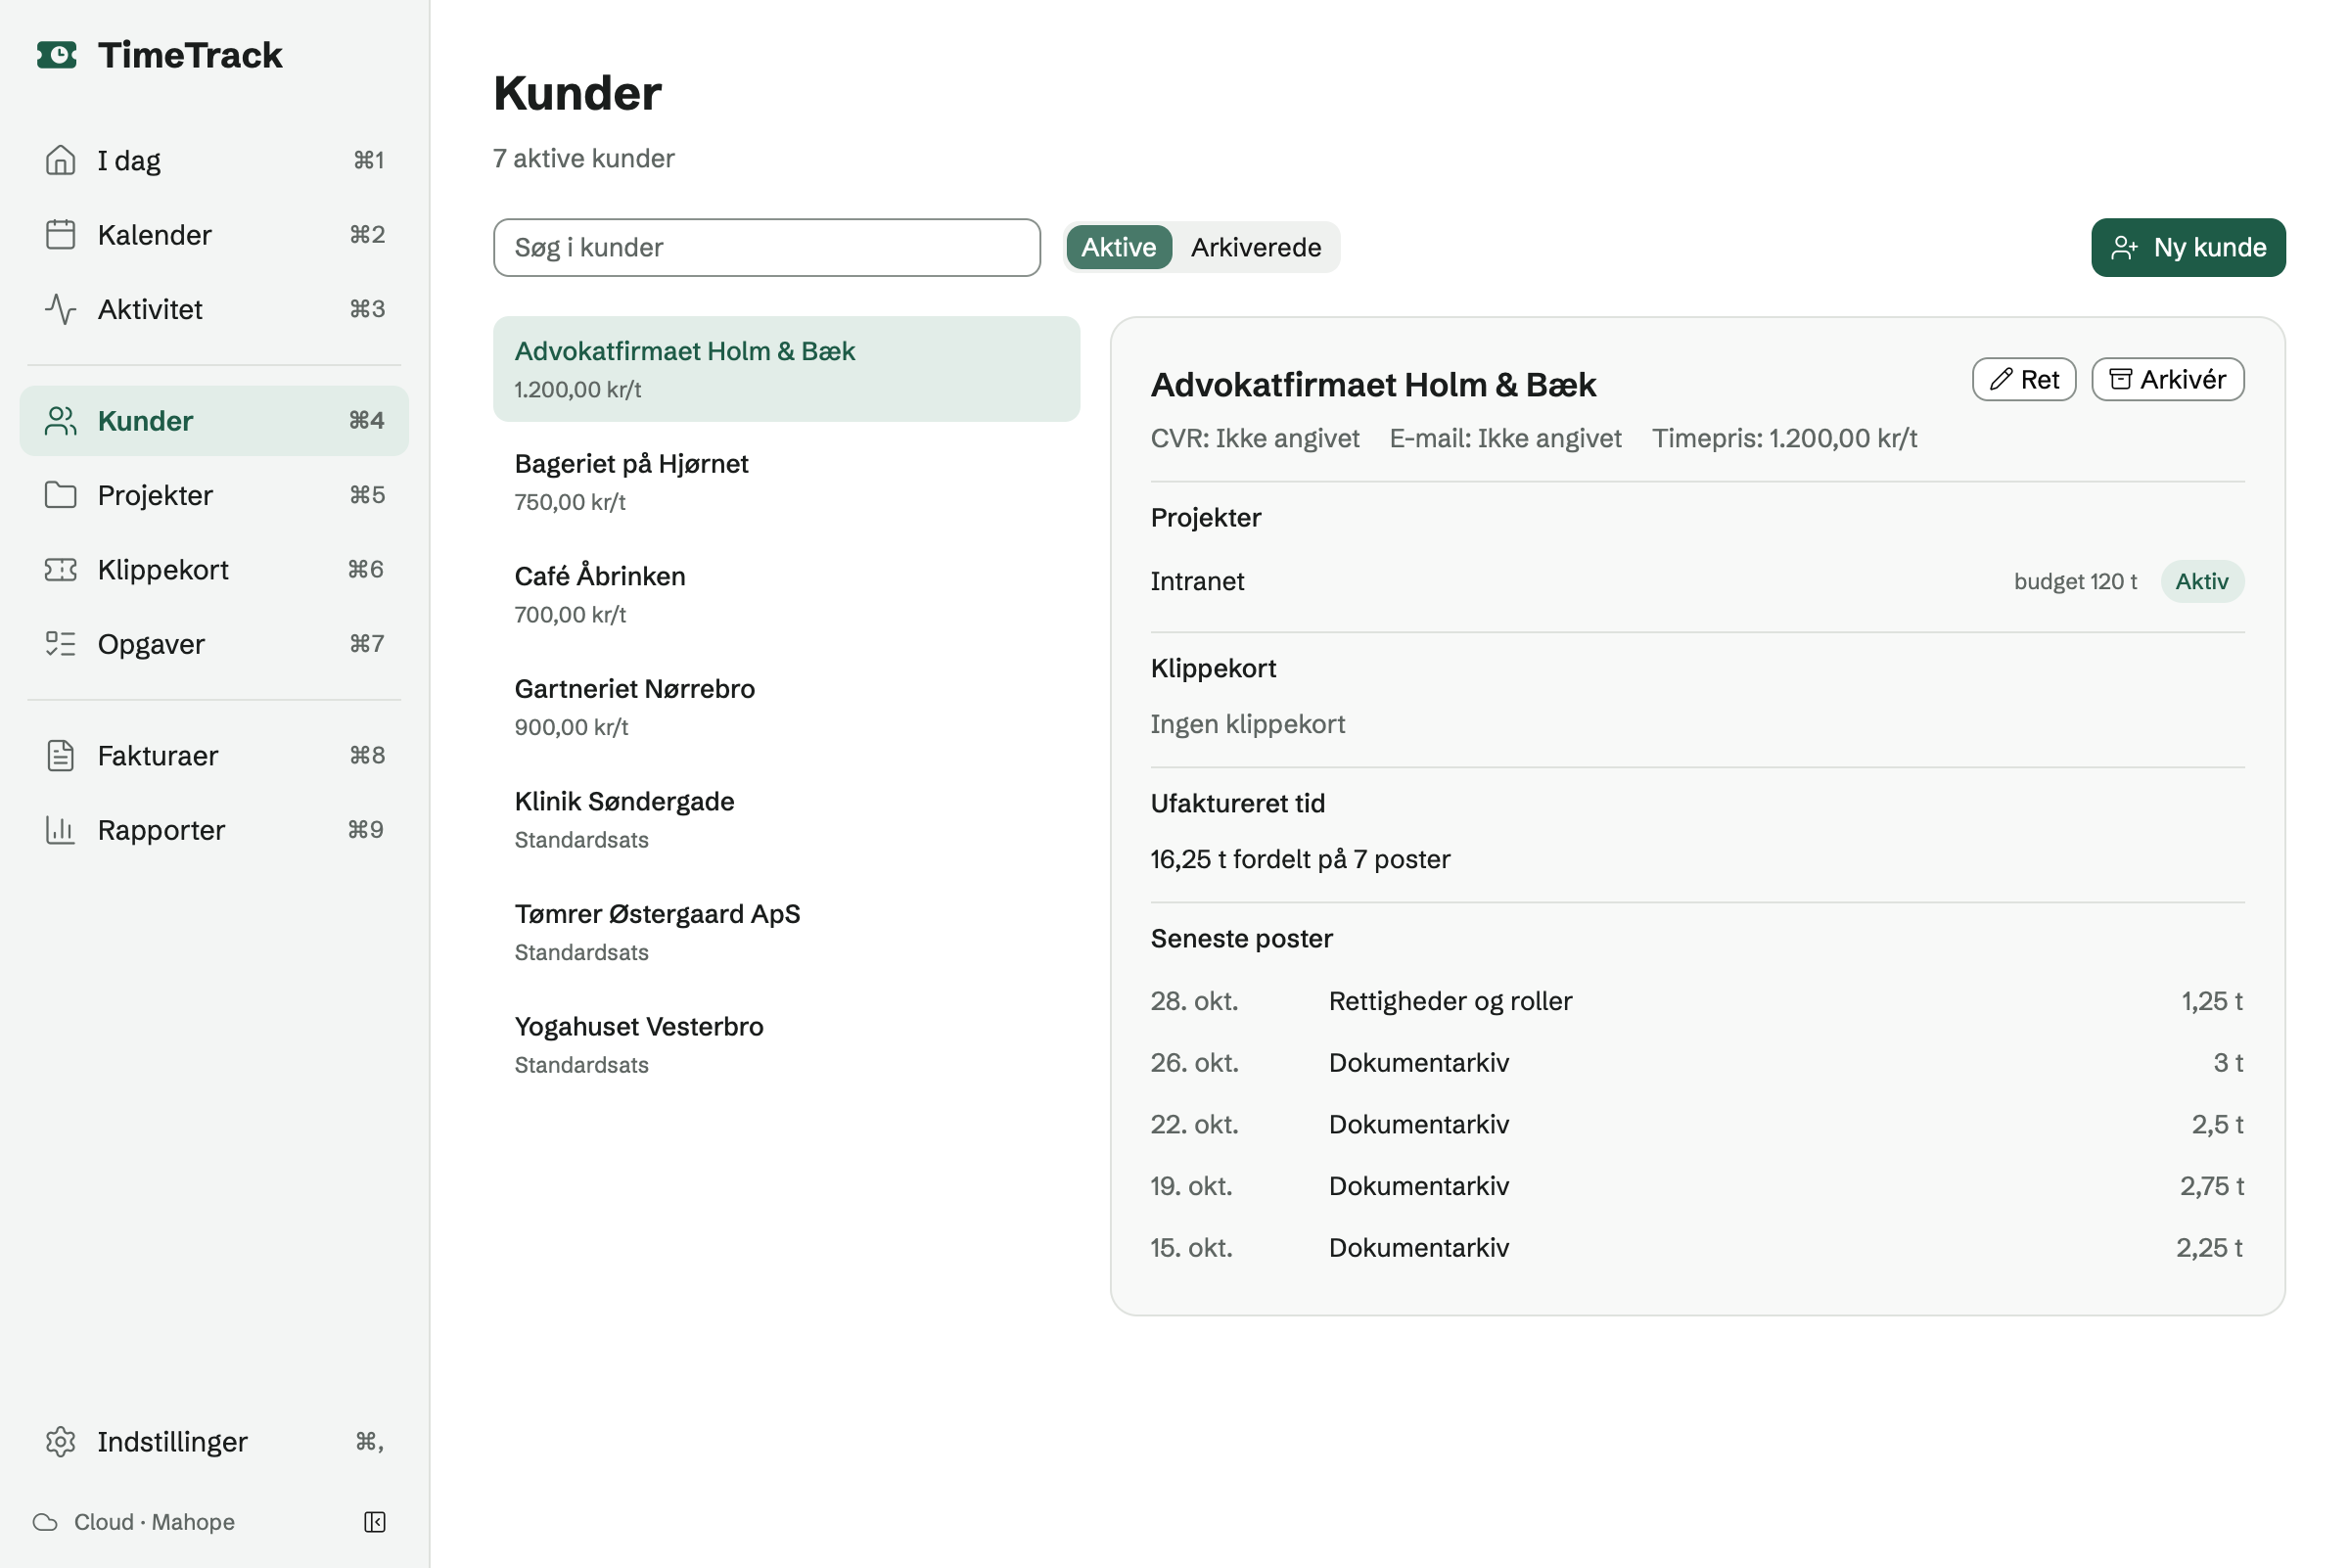 TimeTrack
I dag ⌘1
Kalender ⌘2
Aktivitet ⌘3
Kunder ⌘4
Projekter ⌘5
Klippekort ⌘6
Opgaver ⌘7
Fakturaer ⌘8
Rapporter ⌘9
Indstillinger ⌘,
Cloud · Mahope
Kunder
7 aktive kunder
Søg i kunder
Aktive Arkiverede
Ny kunde
Advokatfirmaet Holm & Bæk
1.200,00 kr/t
Bageriet på Hjørnet
750,00 kr/t
Café Åbrinken
700,00 kr/t
Gartneriet Nørrebro
900,00 kr/t
Klinik Søndergade
Standardsats
Tømrer Østergaard ApS
Standardsats
Yogahuset Vesterbro
Standardsats
Advokatfirmaet Holm & Bæk
Ret Arkivér
CVR: Ikke angivet E-mail: Ikke angivet Timepris: 1.200,00 kr/t
Projekter
Intranet budget 120 t Aktiv
Klippekort
Ingen klippekort
Ufaktureret tid
16,25 t fordelt på 7 poster
Seneste poster
28. okt. Rettigheder og roller 1,25 t
26. okt. Dokumentarkiv 3 t
22. okt. Dokumentarkiv 2,5 t
19. okt. Dokumentarkiv 2,75 t
15. okt. Dokumentarkiv 2,25 t